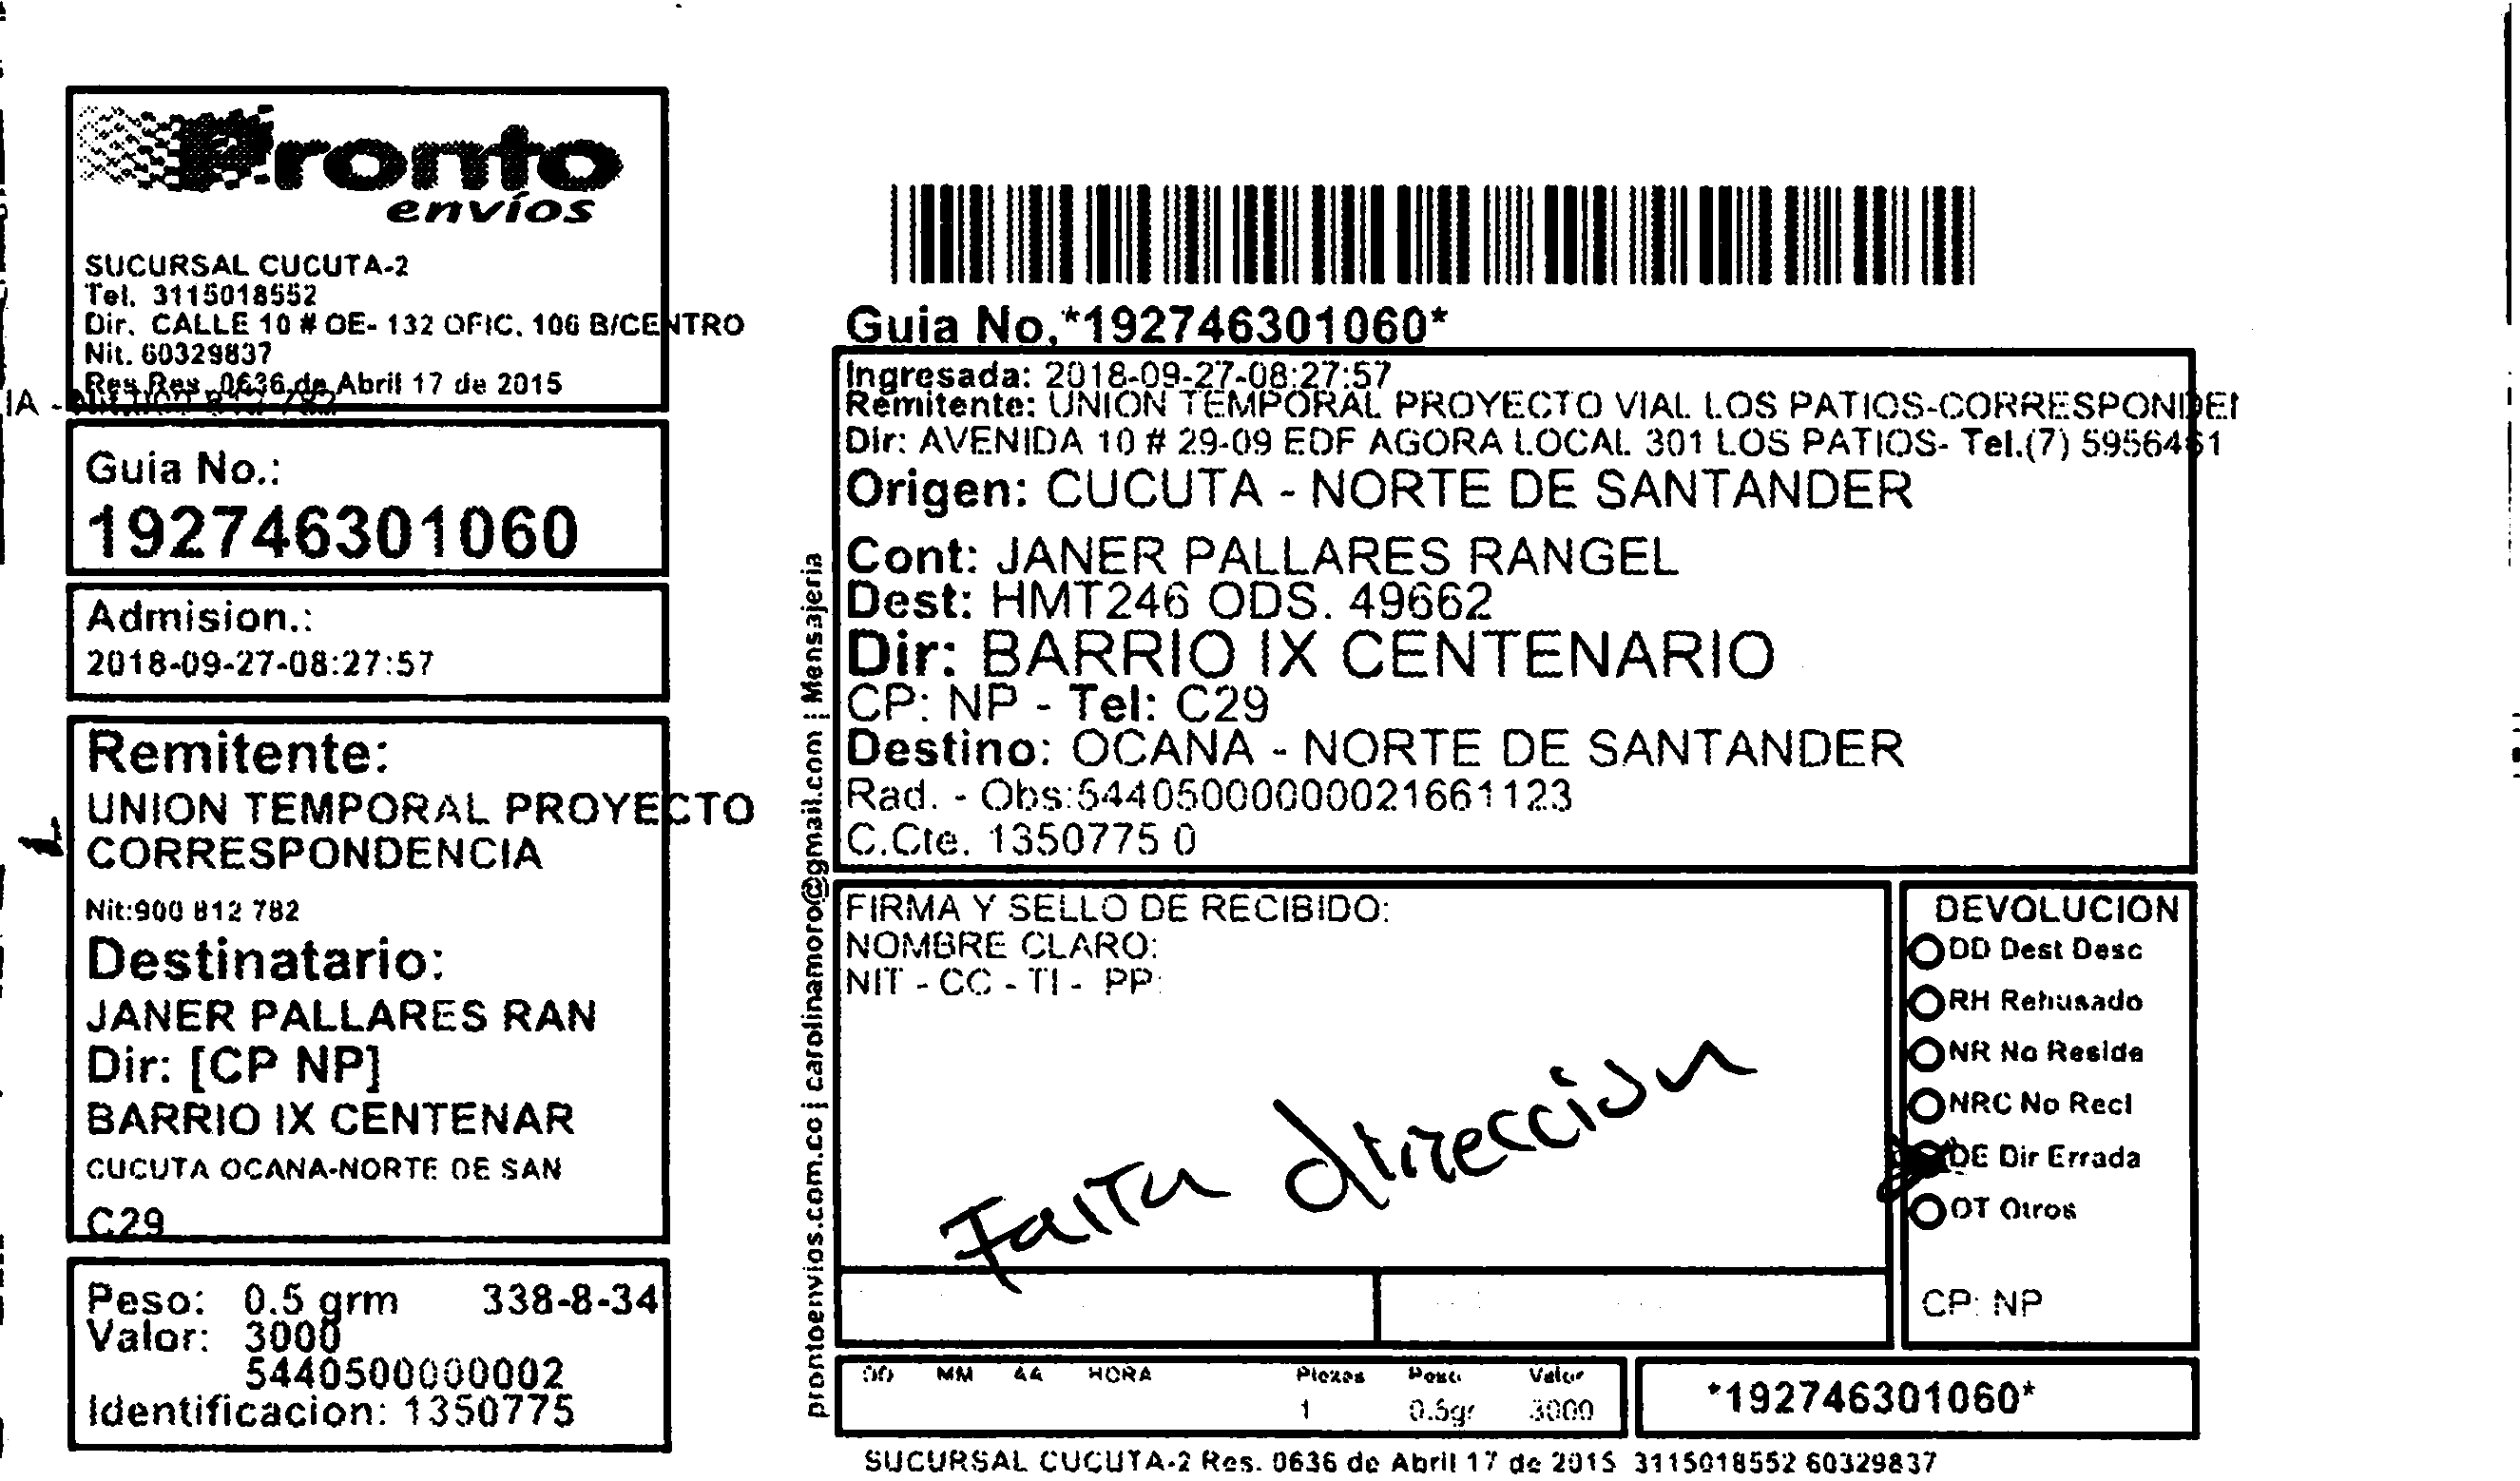 Pronto
envíos
SUCURSAL CUCUTA-2
Tel. 3115018552
Dir. CALLE 10 # OE- 132 OFIC. 106 B/CENTRO
Nit. 60329837
Res Res. 0636 de Abril 17 de 2015
IA -
Guia No.:
192746301060
Admision.:
2018-09-27-08:27:57
Remitente:
UNION TEMPORAL PROYECTO
CORRESPONDENCIA
Nit:900 812 782
Destinatario:
JANER PALLARES RAN
Dir: [CP NP]
BARRIO IX CENTENAR
CUCUTA OCANA-NORTE DE SAN
C29
Peso: 0.5 grm 338-8-34
Valor: 3000
5440500000002
Identificacion: 1350775
prontoenvios.com.co | carolinamoro@gmail.com | Mensajeria
Guia No.*192746301060*
Ingresada: 2018-09-27-08:27:57
Remitente: UNION TEMPORAL PROYECTO VIAL LOS PATIOS-CORRESPONDEN
Dir: AVENIDA 10 # 29-09 EDF AGORA LOCAL 301 LOS PATIOS- Tel.(7) 5956461
Origen: CUCUTA - NORTE DE SANTANDER
Cont: JANER PALLARES RANGEL
Dest: HMT246 ODS. 49662
Dir: BARRIO IX CENTENARIO
CP: NP - Tel: C29
Destino: OCANA - NORTE DE SANTANDER
Rad. - Obs:544050000000021661123
C.Cte. 1350775 0
FIRMA Y SELLO DE RECIBIDO:
NOMBRE CLARO:
NIT - CC - TI - PP:
Falta direccion
DEVOLUCION
DD Dest Desc
RH Rehusado
NR No Reside
NRC No Recl
DE Dir Errada
OT Otros
CP: NP
DD MM AA HORA Piezas Peso Valor
1 0.5gr 3000
*192746301060*
SUCURSAL CUCUTA-2 Res. 0636 de Abril 17 de 2015 3115018552 60329837